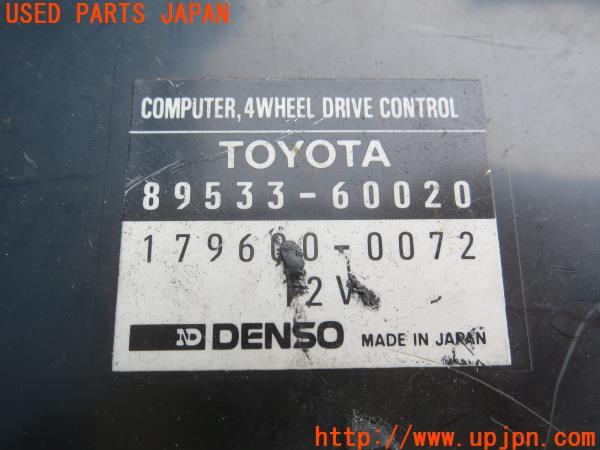 USED PARTS JAPAN
COMPUTER, 4WHEEL DRIVE CONTROL
TOYOTA
89533-60020
179600-0072
12V
ND DENSO MADE IN JAPAN
http://www.upjpn.com